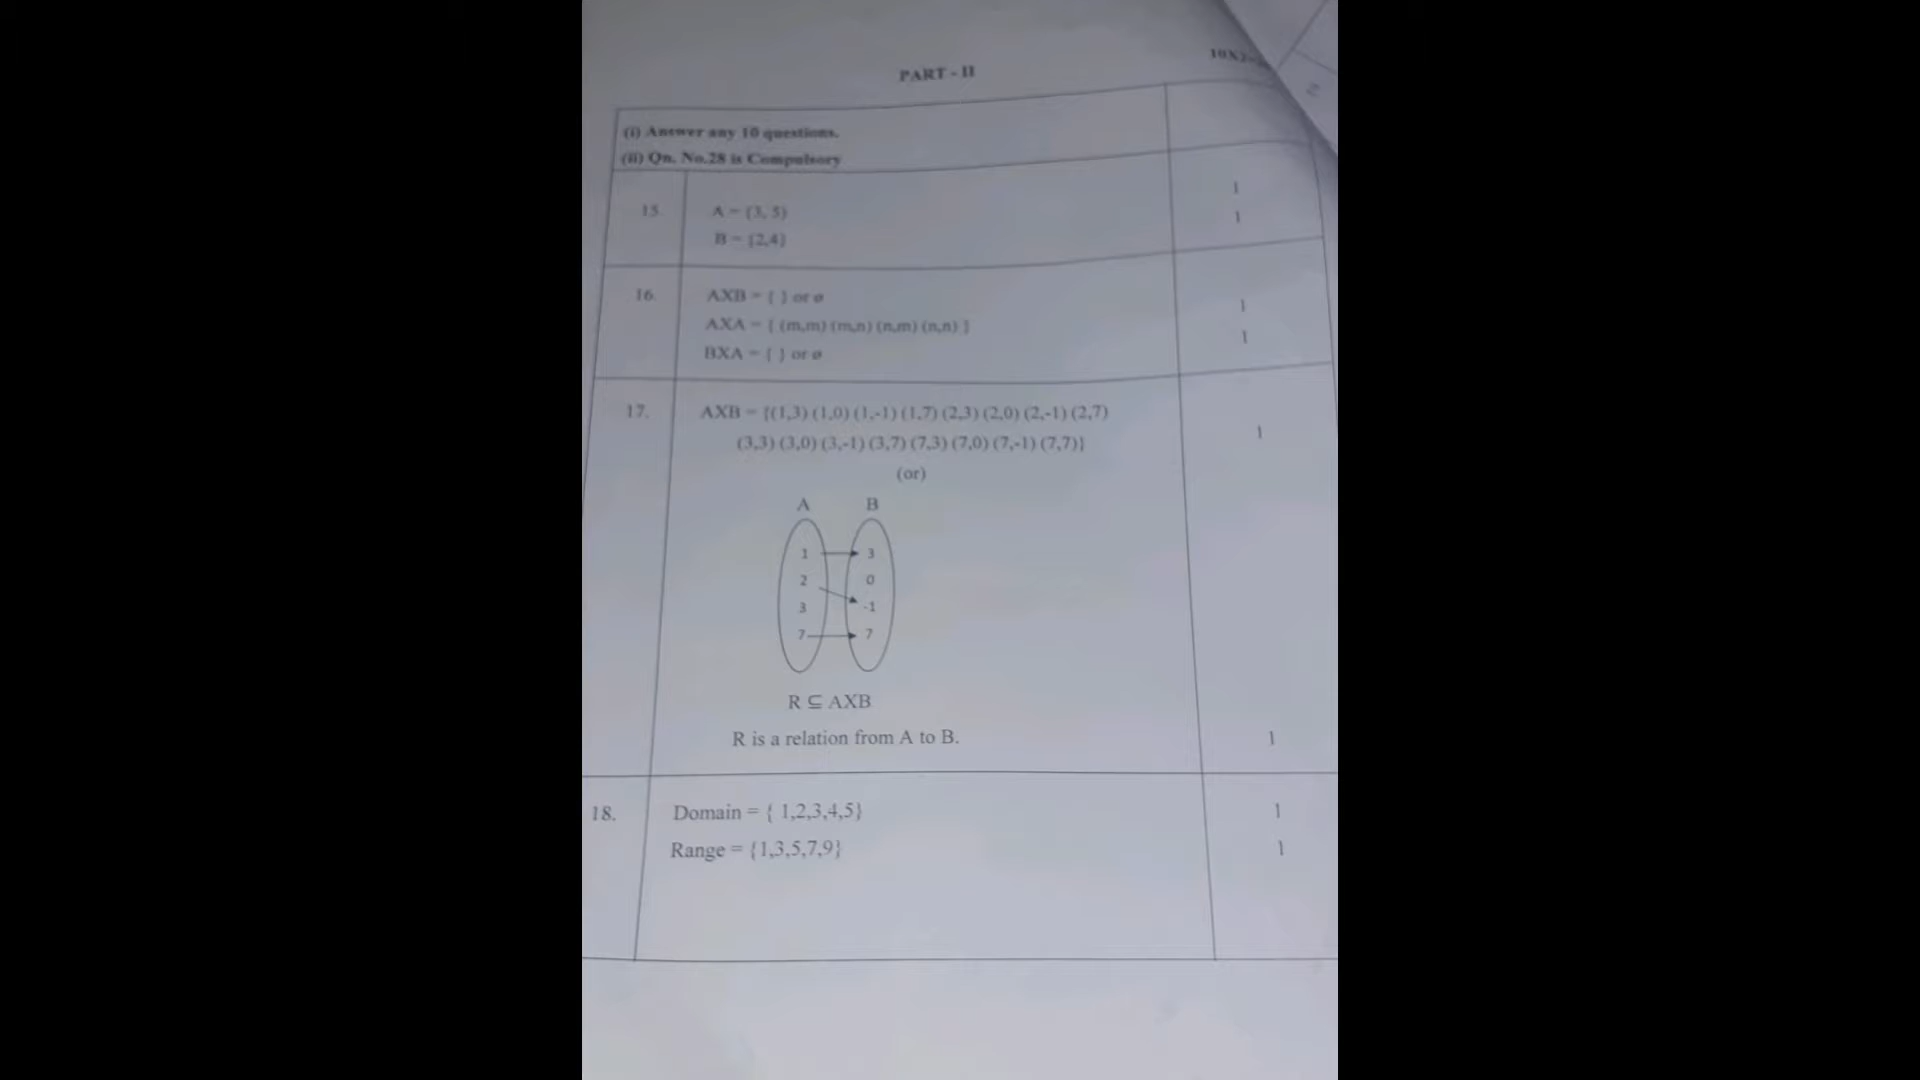 PART - II
(i) Answer any 10 questions.
(ii) Qn. No.28 is Compulsory
15. A = {3, 5} 1
B = {2,4} 1
16. AXB = { } or ø 1
AXA = { (m,m) (m,n) (n,m) (n,n) } 1
BXA = { } or ø
17. AXB = {(1,3) (1,0) (1,-1) (1,7) (2,3) (2,0) (2,-1) (2,7)
(3,3) (3,0) (3,-1) (3,7) (7,3) (7,0) (7,-1) (7,7)} 1
(or)
A B
1 3
2 0
3 -1
7 7
R ⊆ AXB
R is a relation from A to B. 1
18. Domain = { 1,2,3,4,5} 1
Range = {1,3,5,7,9} 1